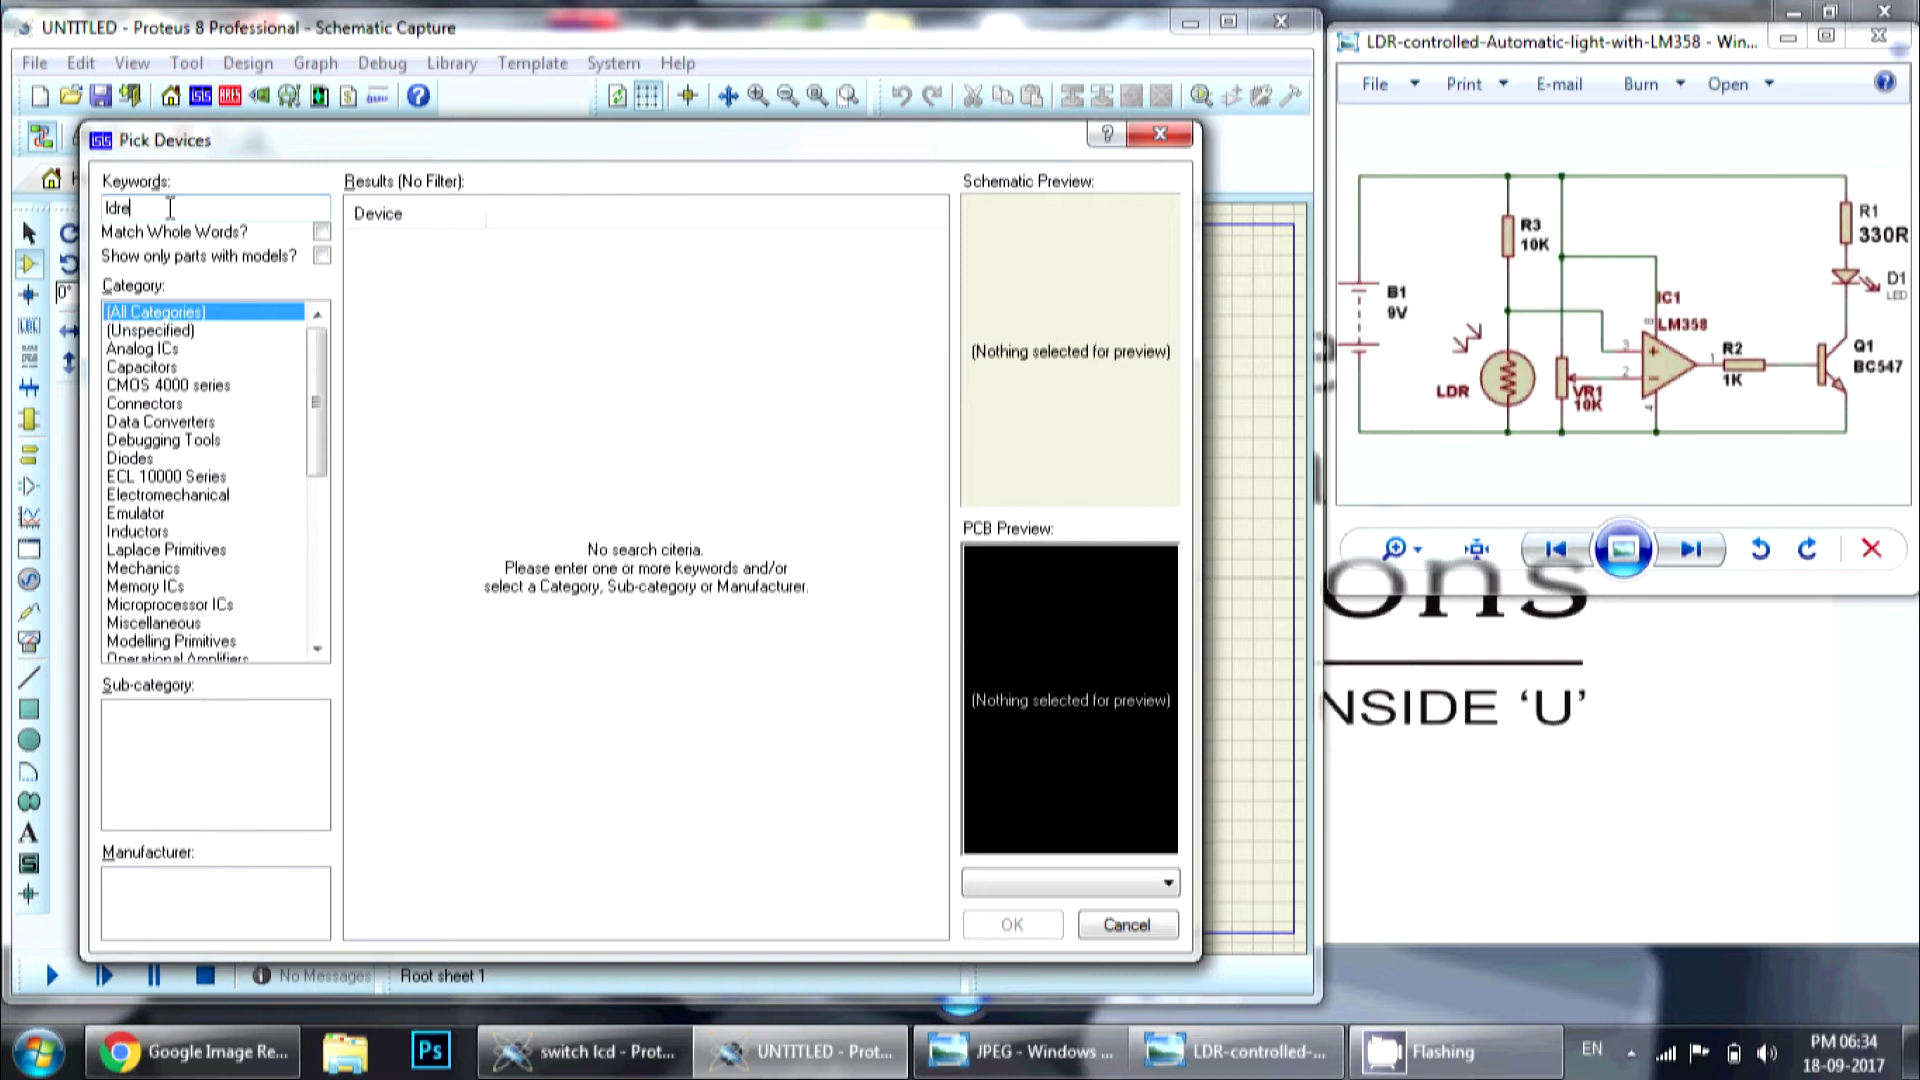 UNTITLED - Proteus 8 Professional - Schematic Capture
File Edit View Tool Design Graph Debug Library Template System Help
Pick Devices
Keywords:
ldre
Match Whole Words?
Show only parts with models?
Category:
(All Categories)
(Unspecified)
Analog ICs
Capacitors
CMOS 4000 series
Connectors
Data Converters
Debugging Tools
Diodes
ECL 10000 Series
Electromechanical
Emulator
Inductors
Laplace Primitives
Mechanics
Memory ICs
Microprocessor ICs
Miscellaneous
Modelling Primitives
Operational Amplifiers
Sub-category:
Manufacturer:
Results (No Filter):
Device
No search citeria.
Please enter one or more keywords and/or
select a Category, Sub-category or Manufacturer.
Schematic Preview:
(Nothing selected for preview)
PCB Preview:
(Nothing selected for preview)
OK Cancel
0°
LBL
A
S
No Messages
Root sheet 1
LDR-controlled-Automatic-light-with-LM358 - Win...
File Print E-mail Burn Open
B1
9V
R3
10K
LDR
VR1
10K
IC1
LM358
3
2
1
4
R2
1K
Q1
BC547
R1
330R
D1
LED
ons
NSIDE ‘U’
Google Image Re...
Ps
switch lcd - Prot...
UNTITLED - Prot...
JPEG - Windows ...
LDR-controlled-...
Flashing
EN
PM 06:34
18-09-2017